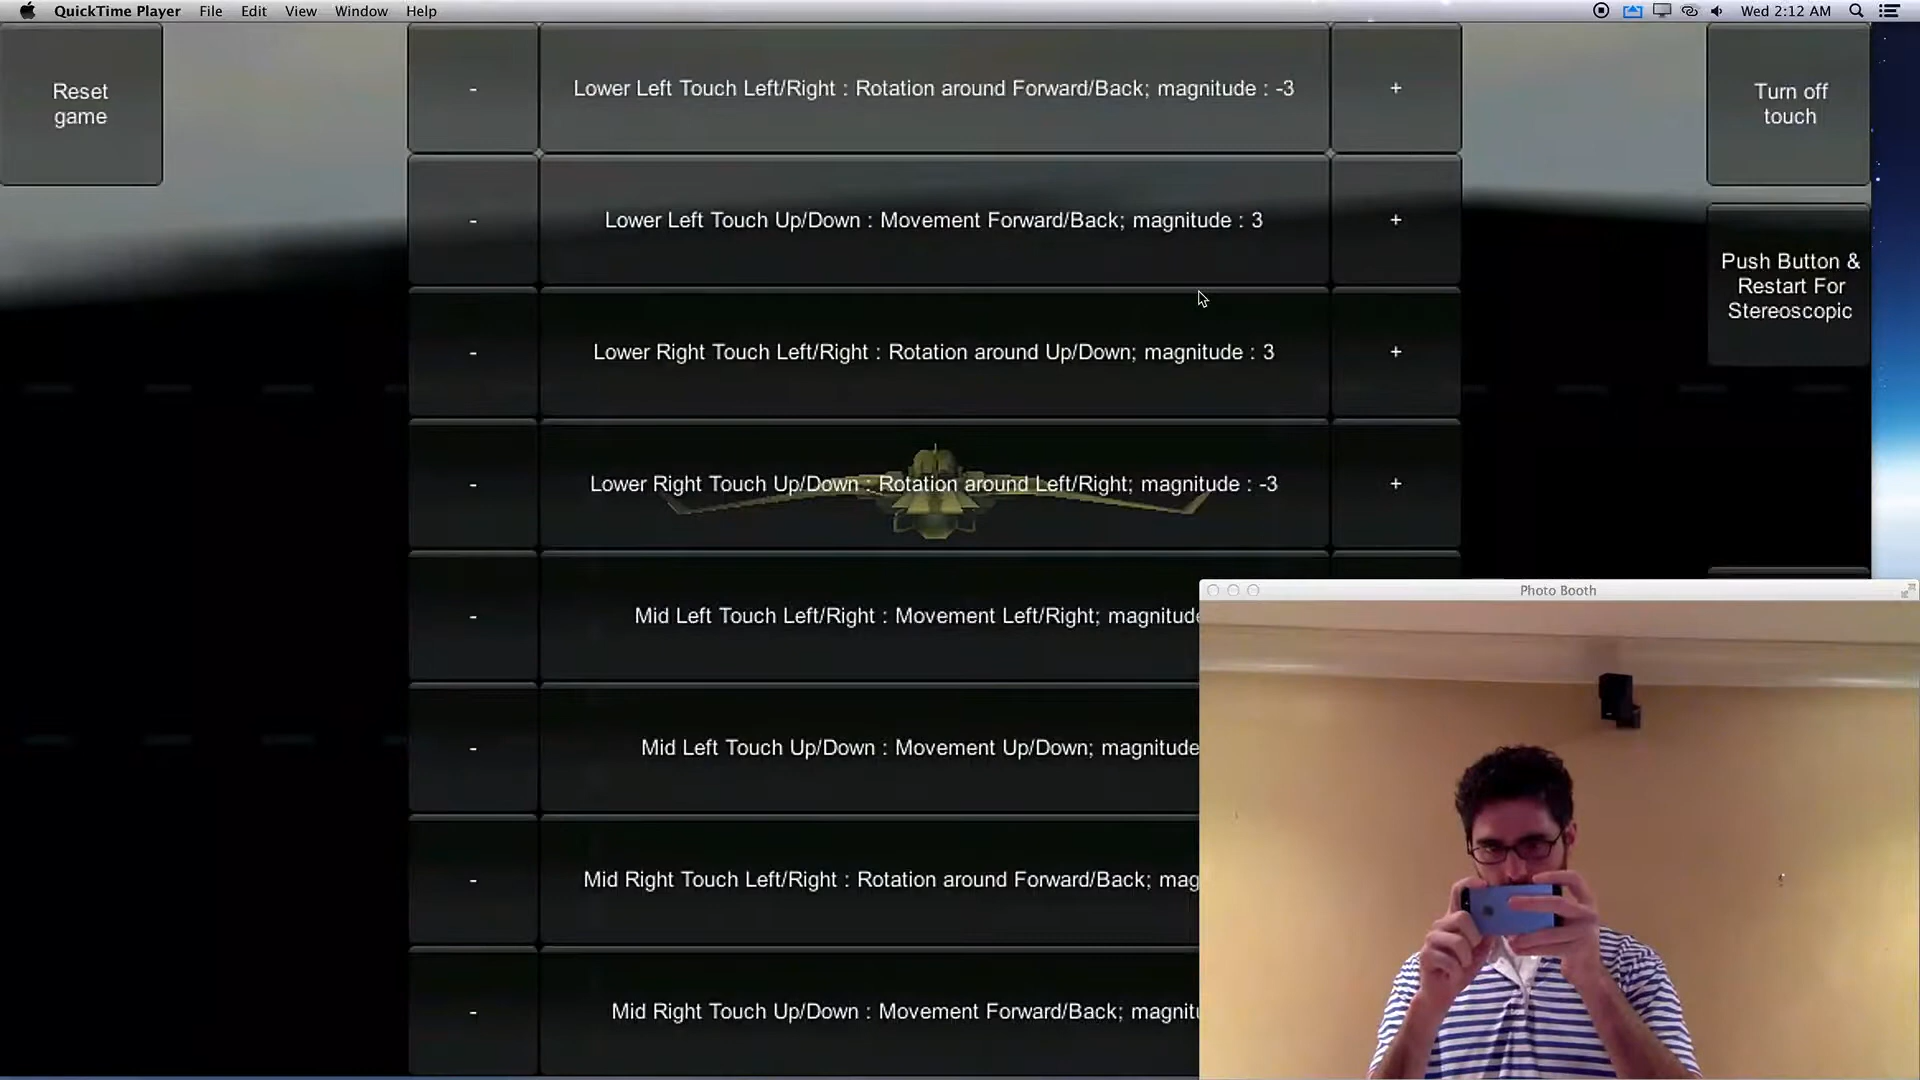 QuickTime Player File Edit View Window Help Wed 2:12 AM
Reset
game
- Lower Left Touch Left/Right : Rotation around Forward/Back; magnitude : -3 +
Turn off
touch
- Lower Left Touch Up/Down : Movement Forward/Back; magnitude : 3 +
Push Button &
Restart For
Stereoscopic
- Lower Right Touch Left/Right : Rotation around Up/Down; magnitude : 3 +
- Lower Right Touch Up/Down : Rotation around Left/Right; magnitude : -3 +
Photo Booth
- Mid Left Touch Left/Right : Movement Left/Right; magnitude
- Mid Left Touch Up/Down : Movement Up/Down; magnitude
- Mid Right Touch Left/Right : Rotation around Forward/Back; mag
- Mid Right Touch Up/Down : Movement Forward/Back; magnitu